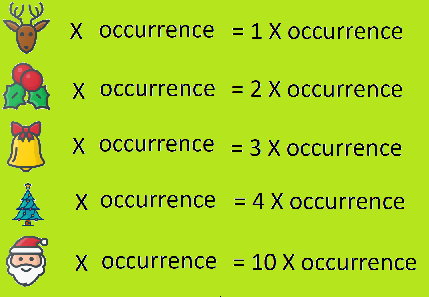 X occurrence = 1 X occurrence
X occurrence = 2 X occurrence
X occurrence = 3 X occurrence
X occurrence = 4 X occurrence
X occurrence = 10 X occurrence